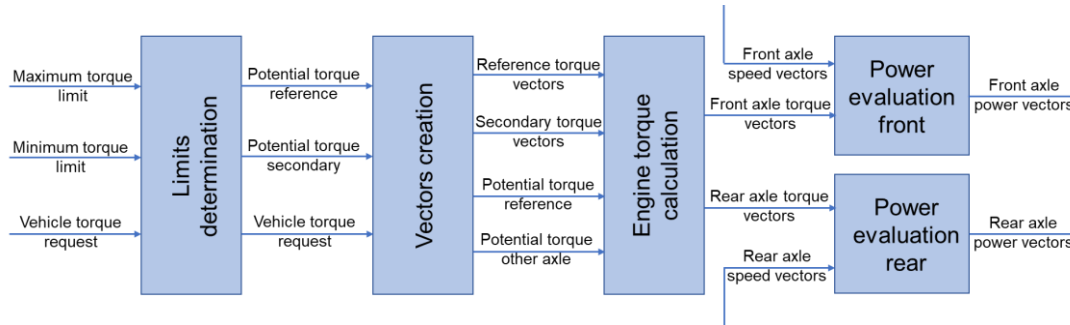 Maximum torque
limit
Minimum torque
limit
Vehicle torque
request
Limits
determination
Potential torque
reference
Potential torque
secondary
Vehicle torque
request
Vectors creation
Reference torque
vectors
Secondary torque
vectors
Potential torque
reference
Potential torque
other axle
Engine torque
calculation
Front axle
speed vectors
Front axle torque
vectors
Rear axle torque
vectors
Rear axle
speed vectors
Power
evaluation
front
Power
evaluation
rear
Front axle
power vectors
Rear axle
power vectors